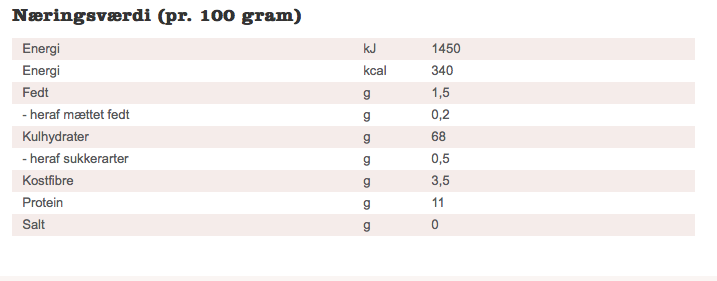 Næringsværdi (pr. 100 gram)
Energi kJ 1450
Energi kcal 340
Fedt g 1,5
- heraf mættet fedt g 0,2
Kulhydrater g 68
- heraf sukkerarter g 0,5
Kostfibre g 3,5
Protein g 11
Salt g 0